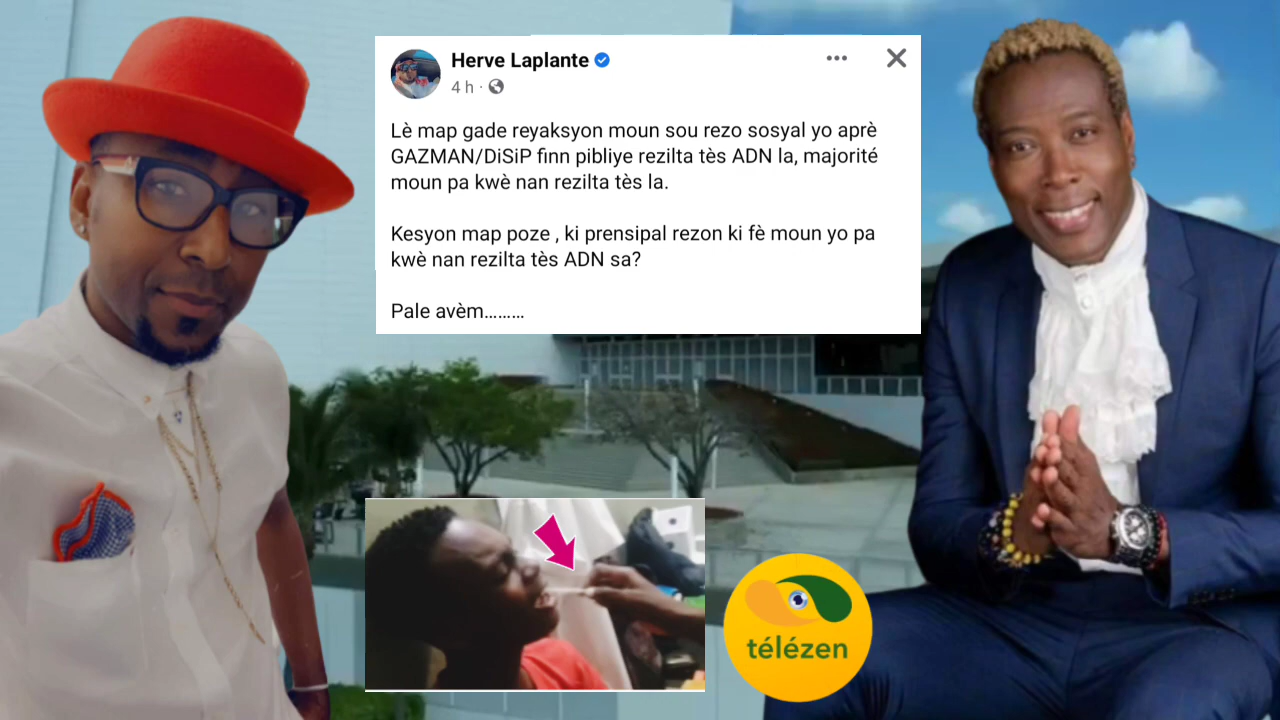 Herve Laplante
4 h ·
Lè map gade reyaksyon moun sou rezo sosyal yo aprè
GAZMAN/DiSiP finn pibliye rezilta tès ADN la, majorité
moun pa kwè nan rezilta tès la.
Kesyon map poze , ki prensipal rezon ki fè moun yo pa
kwè nan rezilta tès ADN sa?
Pale avèm.........
télézen